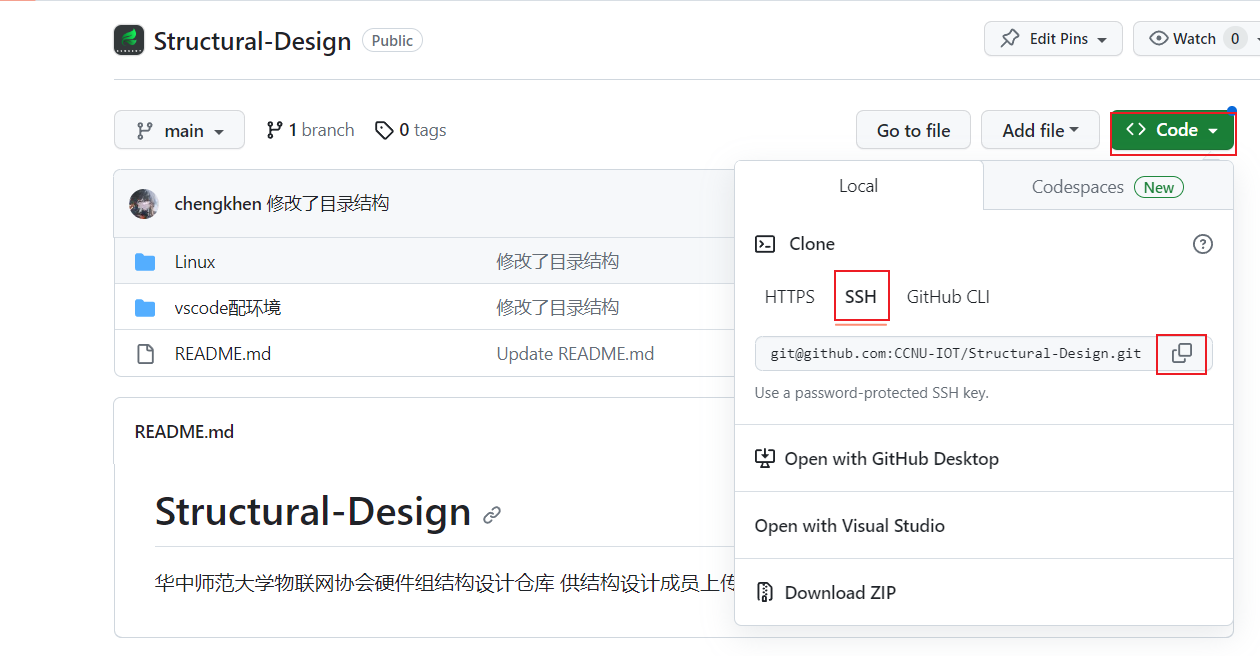 Structural-Design Public
Edit Pins
Watch 0
main
1 branch
0 tags
Go to file
Add file
Code
chengkhen 修改了目录结构
Linux 修改了目录结构
vscode配环境 修改了目录结构
README.md Update README.md
Local
Codespaces New
Clone
HTTPS SSH GitHub CLI
git@github.com:CCNU-IOT/Structural-Design.git
Use a password-protected SSH key.
Open with GitHub Desktop
Open with Visual Studio
Download ZIP
README.md
Structural-Design
华中师范大学物联网协会硬件组结构设计仓库 供结构设计成员上传